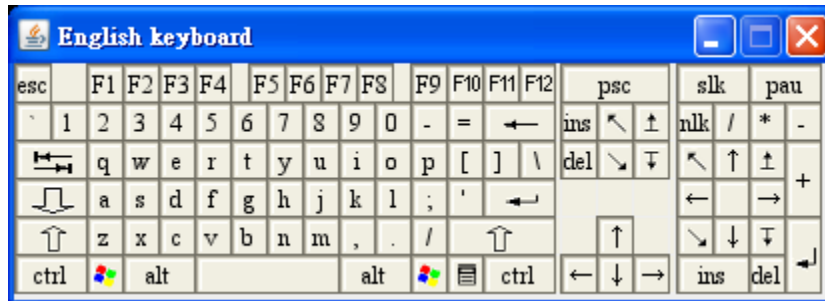 English keyboard
esc F1 F2 F3 F4 F5 F6 F7 F8 F9 F10 F11 F12 psc slk pau
` 1 2 3 4 5 6 7 8 9 0 - = ← ins ↖ ↥ nlk / * -
q w e r t y u i o p [ ] \ del ↘ ↧ ↖ ↑ ↥ +
a s d f g h j k l ; ' ↵ ← →
⇧ z x c v b n m , . / ⇧ ↑ ↘ ↓ ↧
ctrl alt alt ctrl ← ↓ → ins del ↵